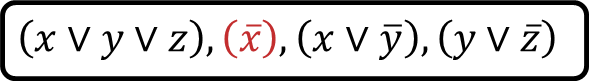 (x ∨ y ∨ z), (x̄), (x ∨ ȳ), (y ∨ z̄)